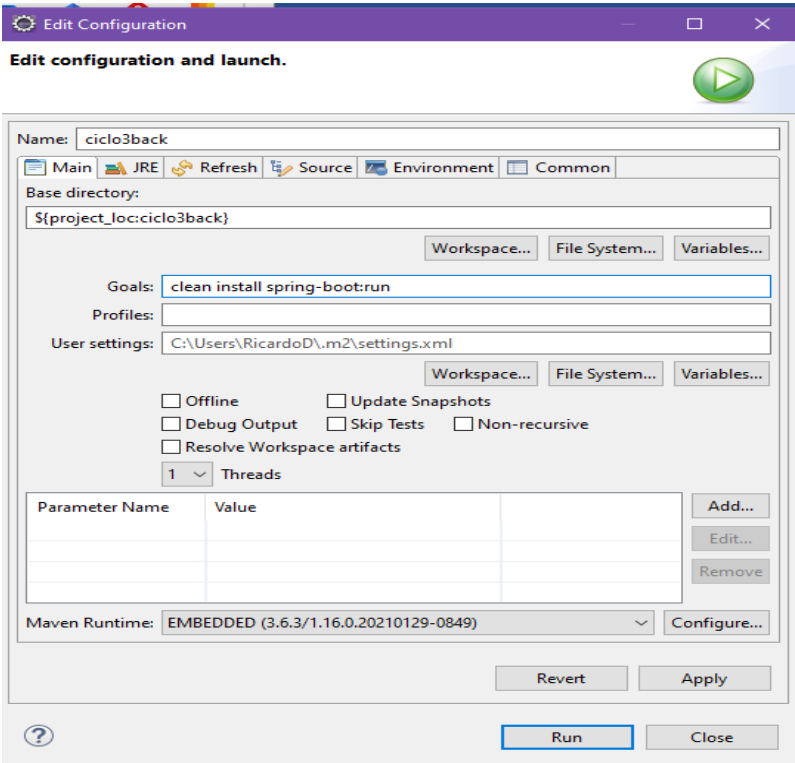 Edit Configuration
Edit configuration and launch.
Name: ciclo3back
Main JRE Refresh Source Environment Common
Base directory:
${project_loc:ciclo3back}
Workspace... File System... Variables...
Goals: clean install spring-boot:run
Profiles:
User settings: C:\Users\RicardoD\.m2\settings.xml
Workspace... File System... Variables...
Offline Update Snapshots
Debug Output Skip Tests Non-recursive
Resolve Workspace artifacts
1 Threads
Parameter Name Value Add...
Edit...
Remove
Maven Runtime: EMBEDDED (3.6.3/1.16.0.20210129-0849) Configure...
Revert Apply
? Run Close